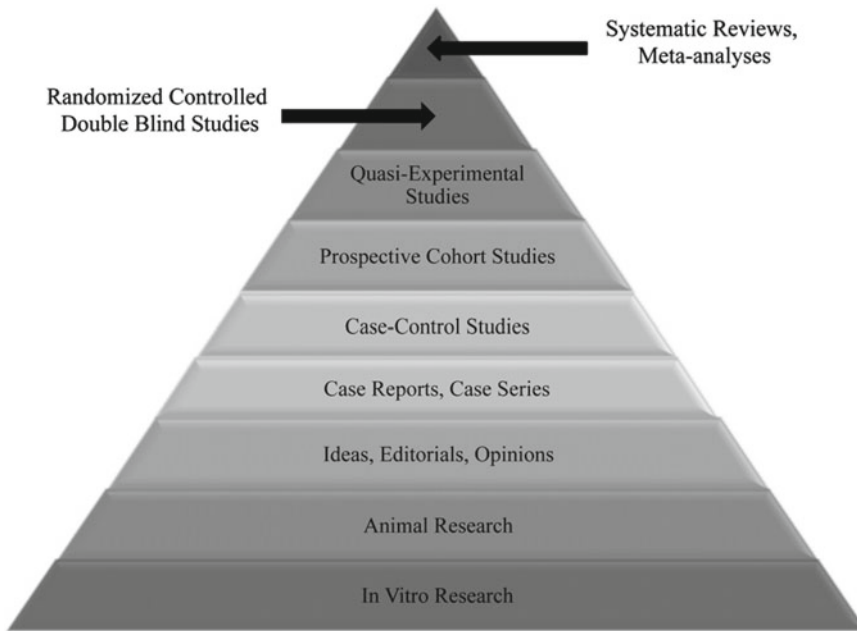 Systematic Reviews,
Meta-analyses
Randomized Controlled
Double Blind Studies
Quasi-Experimental
Studies
Prospective Cohort Studies
Case-Control Studies
Case Reports, Case Series
Ideas, Editorials, Opinions
Animal Research
In Vitro Research